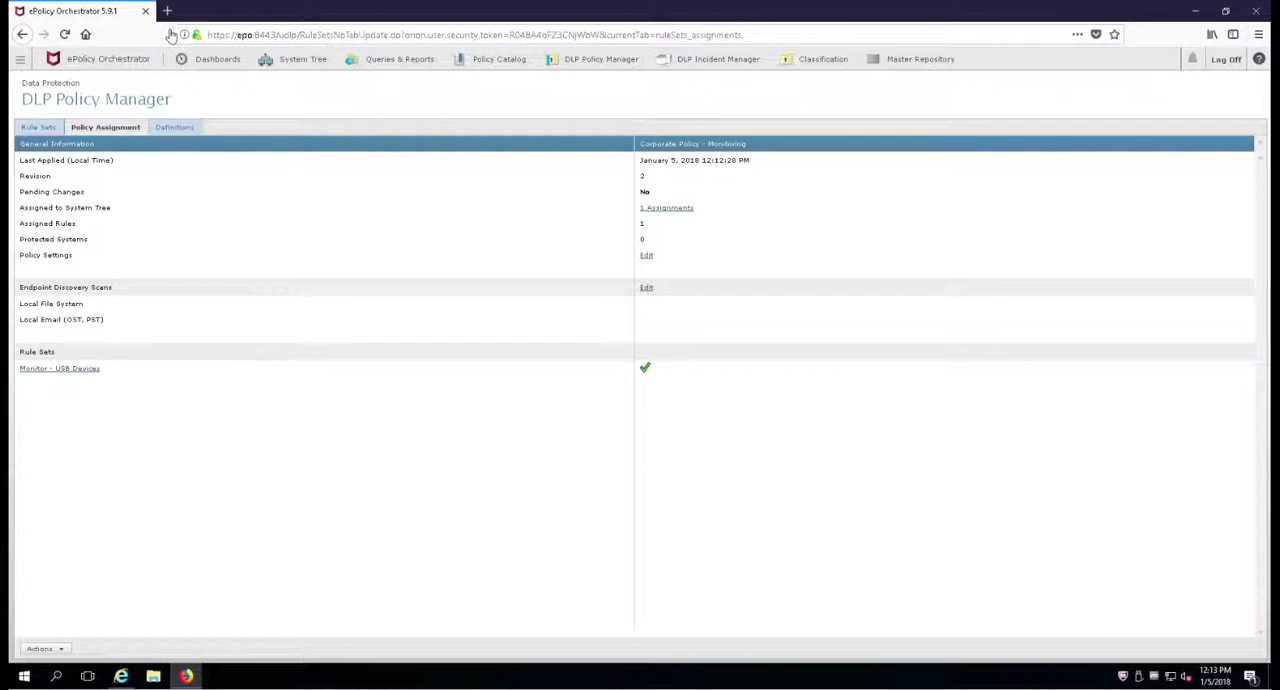 ePolicy Orchestrator 5.9.1
https://epo:8443/udlp/RuleSetsNoTabUpdate.do?orion.user.security.token=R04BA4oFZ3CNjWbW&currentTab=ruleSets_assignments.
ePolicy Orchestrator Dashboards System Tree Queries & Reports Policy Catalog DLP Policy Manager DLP Incident Manager Classification Master Repository Log Off
Data Protection
DLP Policy Manager
Rule Sets Policy Assignment Definitions
General Information Corporate Policy - Monitoring
Last Applied (Local Time) January 5, 2018 12:12:28 PM
Revision 2
Pending Changes No
Assigned to System Tree 1 Assignments
Assigned Rules 1
Protected Systems 0
Policy Settings Edit
Endpoint Discovery Scans Edit
Local File System
Local Email (OST, PST)
Rule Sets
Monitor - USB Devices
Actions
12:13 PM
1/5/2018